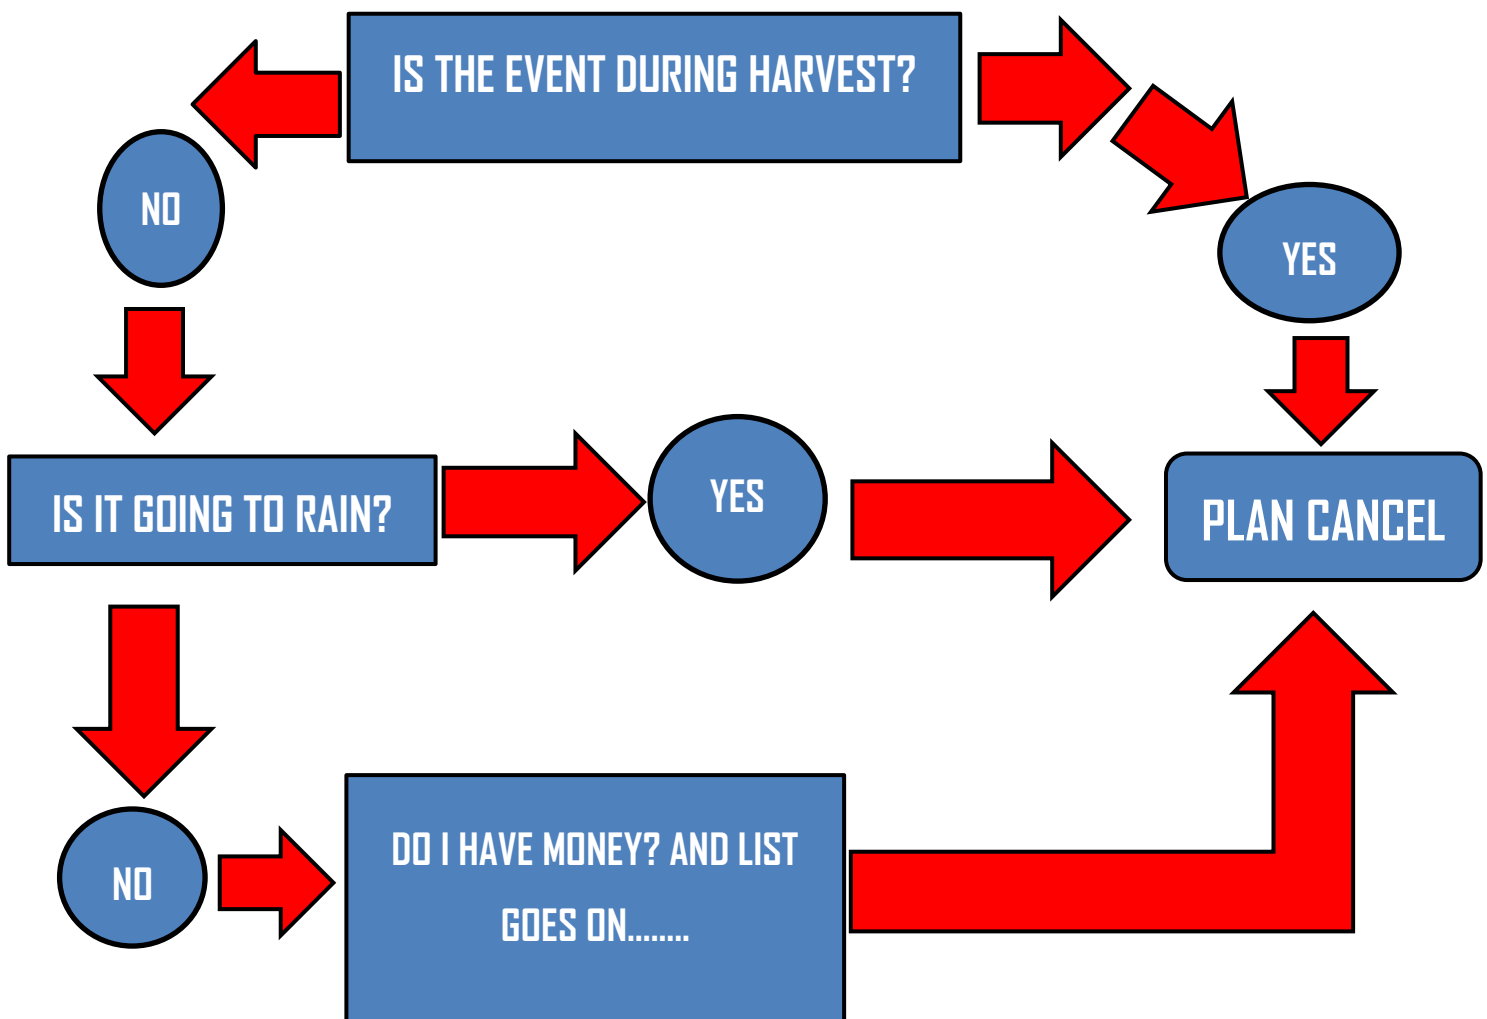 IS THE EVENT DURING HARVEST?
NO
YES
IS IT GOING TO RAIN?
YES
PLAN CANCEL
NO
DO I HAVE MONEY? AND LIST
GOES ON........